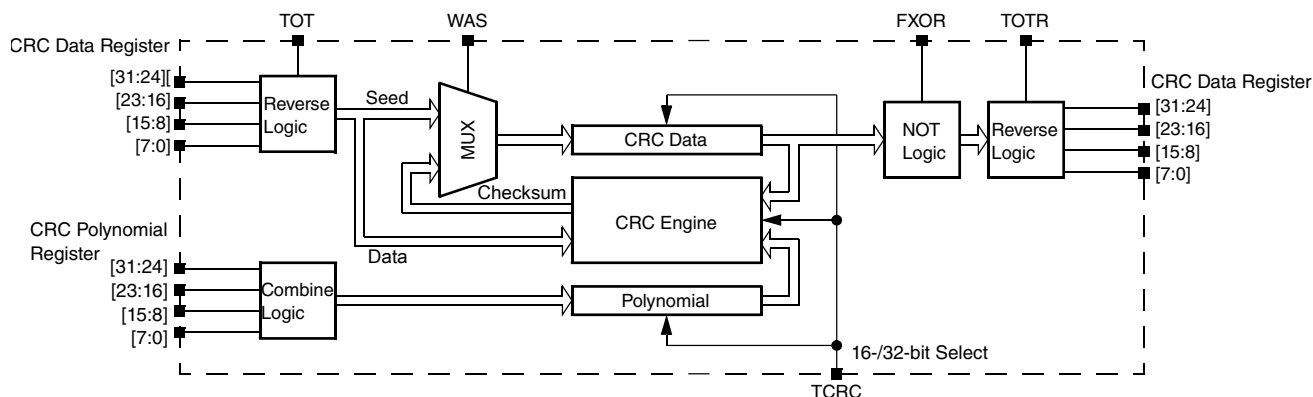 TOT
WAS
FXOR
TOTR
CRC Data Register
[31:24][
[23:16]
[15:8]
[7:0]
Reverse
Logic
Seed
MUX
CRC Data
NOT
Logic
Reverse
Logic
CRC Data Register
[31:24]
[23:16]
[15:8]
[7:0]
Checksum
CRC Engine
Data
CRC Polynomial
Register
[31:24]
[23:16]
[15:8]
[7:0]
Combine
Logic
Polynomial
16-/32-bit Select
TCRC